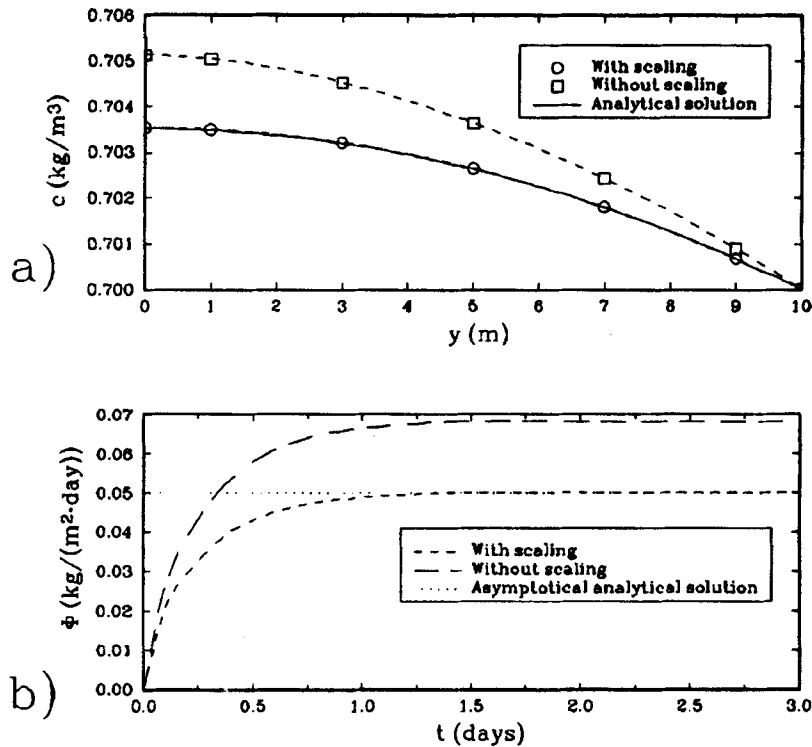 a)
c (kg/m³)
0.706
0.705
0.704
0.703
0.702
0.701
0.700
With scaling
Without scaling
Analytical solution
0 1 2 3 4 5 6 7 8 9 10
y (m)
b)
Φ (kg/(m²·day))
0.07
0.06
0.05
0.04
0.03
0.02
0.01
0.00
With scaling
Without scaling
Asymptotical analytical solution
0.0 0.5 1.0 1.5 2.0 2.5 3.0
t (days)